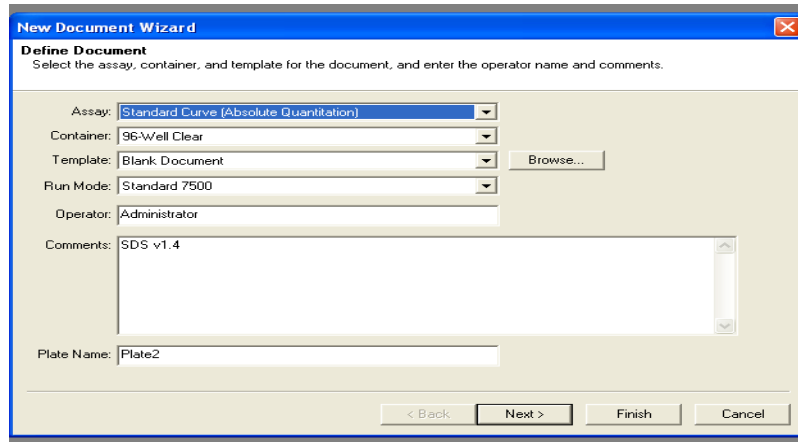 New Document Wizard
Define Document
Select the assay, container, and template for the document, and enter the operator name and comments.
Assay: Standard Curve (Absolute Quantitation)
Container: 96-Well Clear
Template: Blank Document Browse...
Run Mode: Standard 7500
Operator: Administrator
Comments: SDS v1.4
Plate Name: Plate2
< Back Next > Finish Cancel